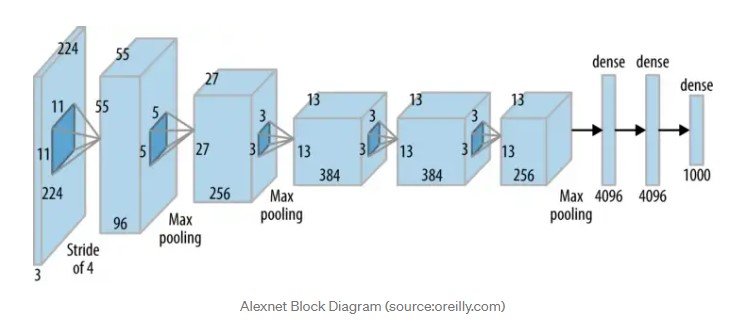 224
11
11
224
3
Stride
of 4
55
55
5
5
96
Max
pooling
27
27
3
3
256
Max
pooling
13
13
3
3
384
13
13
3
3
384
13
13
256
Max
pooling
dense
4096
dense
4096
dense
1000
Alexnet Block Diagram (source:oreilly.com)